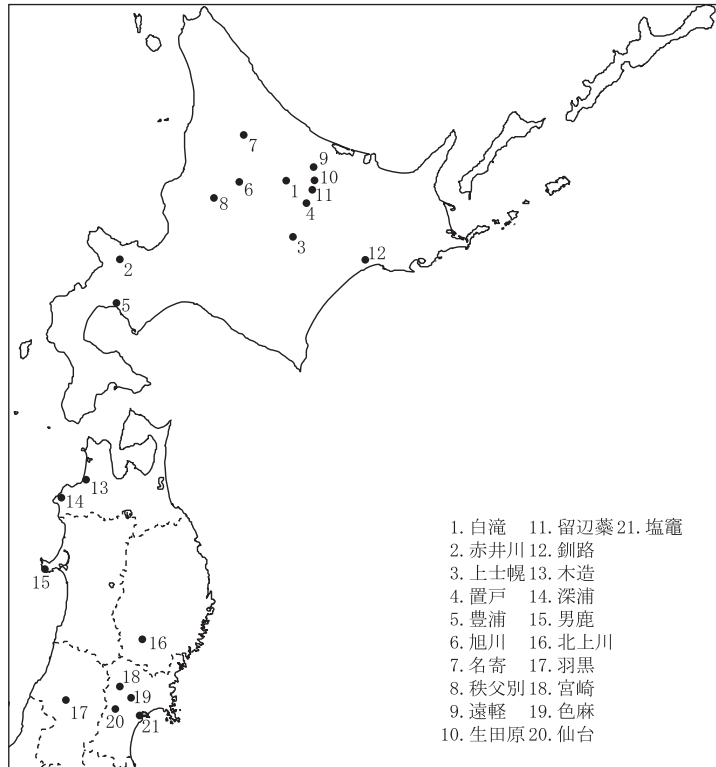 7
9
6
1
10
11
8
4
3
2
12
5
13
14
15
16
18
19
17
20
21
1. 白滝 11. 留辺蘂 21. 塩竈
2. 赤井川 12. 釧路
3. 上士幌 13. 木造
4. 置戸 14. 深浦
5. 豊浦 15. 男鹿
6. 旭川 16. 北上川
7. 名寄 17. 羽黒
8. 秩父別 18. 宮崎
9. 遠軽 19. 色麻
10. 生田原 20. 仙台